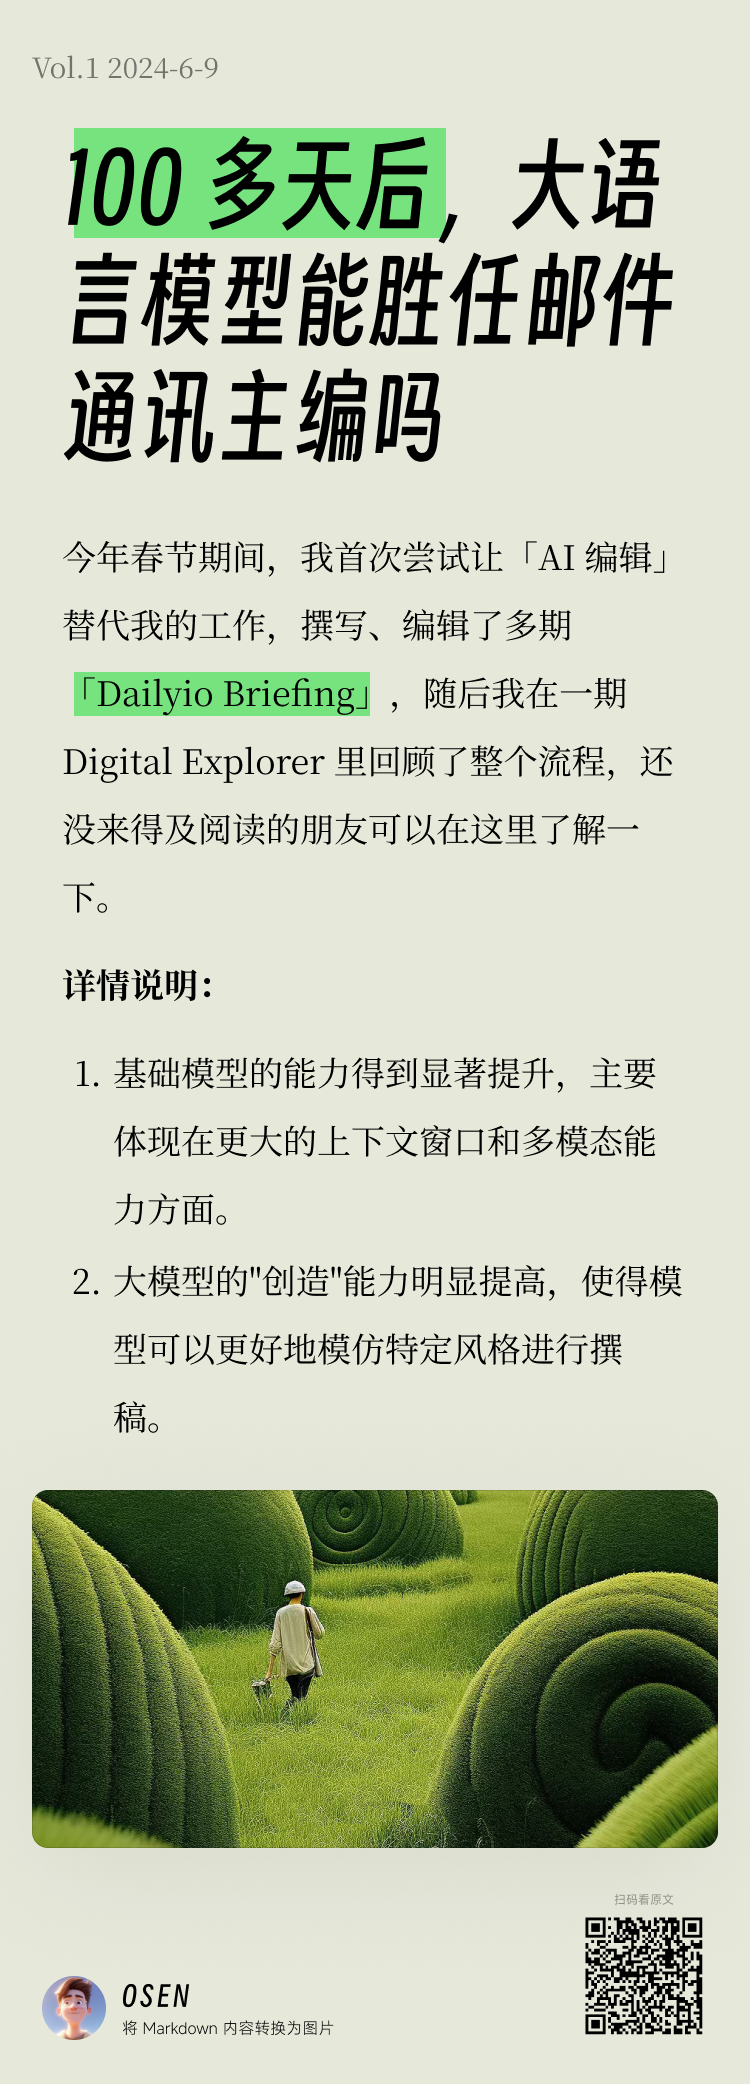 Vol.1 2024-6-9
100 多天后，大语
言模型能胜任邮件
通讯主编吗
今年春节期间，我首次尝试让「AI 编辑」
替代我的工作，撰写、编辑了多期
「Dailyio Briefing」，随后我在一期
Digital Explorer 里回顾了整个流程，还
没来得及阅读的朋友可以在这里了解一
下。
详情说明：
1. 基础模型的能力得到显著提升，主要
体现在更大的上下文窗口和多模态能
力方面。
2. 大模型的"创造"能力明显提高，使得模
型可以更好地模仿特定风格进行撰
稿。
扫码看原文
OSEN
将 Markdown 内容转换为图片